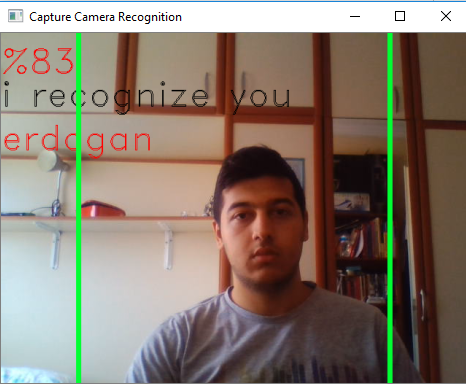 Capture Camera Recognition
%83
i recognize you
erdogan